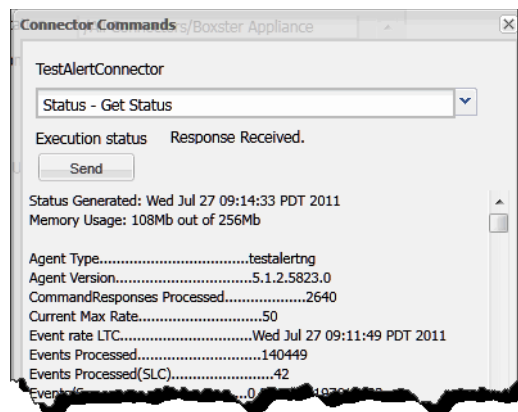 Connector Commands
Connectors/Boxster Appliance
TestAlertConnector
Status - Get Status
Execution status Response Received.
Send
Status Generated: Wed Jul 27 09:14:33 PDT 2011
Memory Usage: 108Mb out of 256Mb
Agent Type...................................testalertng
Agent Version................................5.1.2.5823.0
CommandResponses Processed...................2640
Current Max Rate.............................50
Event rate LTC...............................Wed Jul 27 09:11:49 PDT 2011
Events Processed.............................140449
Events Processed(SLC)........................42